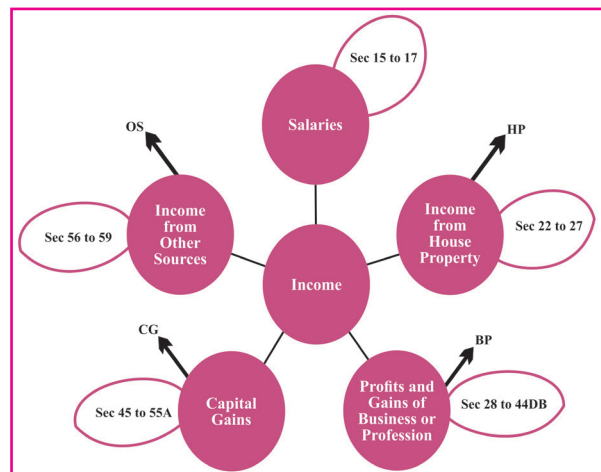 Sec 15 to 17
Salaries
OS
HP
Income
from
Other
Sources
Sec 56 to 59
Income
from
House
Property
Sec 22 to 27
Income
CG
BP
Capital
Gains
Sec 45 to 55A
Profits and
Gains of
Business or
Profession
Sec 28 to 44DB